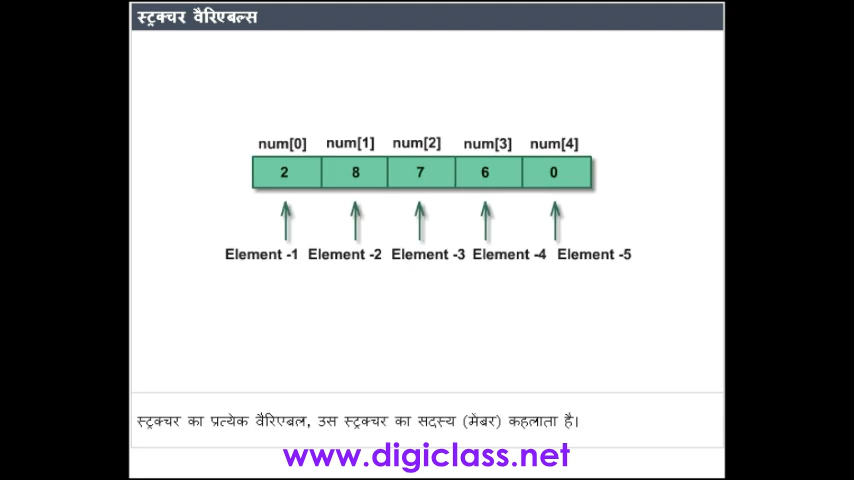 स्ट्रक्चर वैरिएबल्स
num[0] num[1] num[2] num[3] num[4]
2 8 7 6 0
Element -1 Element -2 Element -3 Element -4 Element -5
स्ट्रक्चर का प्रत्येक वैरिएबल, उस स्ट्रक्चर का सदस्य (मेंबर) कहलाता है।
www.digiclass.net